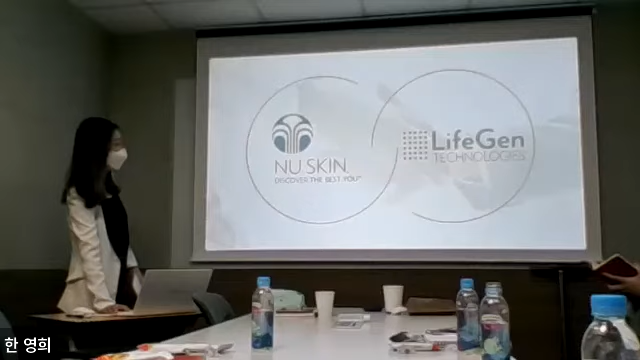 NU SKIN
DISCOVER THE BEST YOU™
LifeGen
TECHNOLOGIES
한 영희